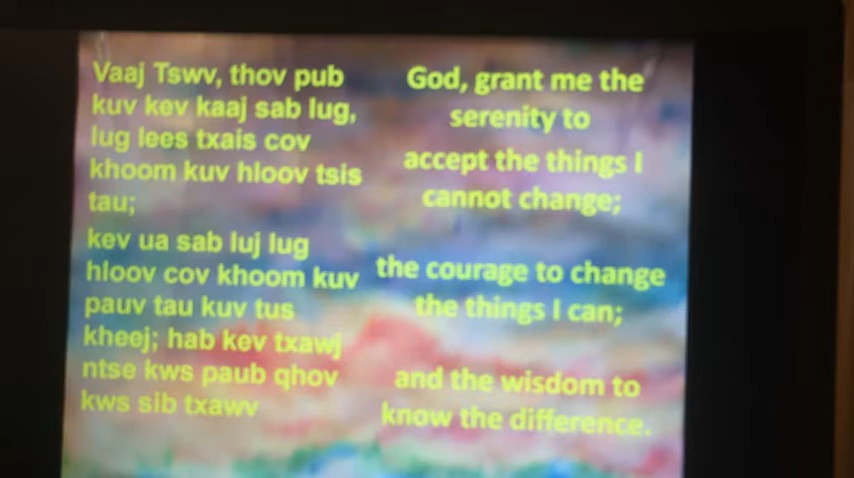 Vaaj Tswv, thov pub
kuv kev kaaj sab lug,
lug lees txais cov
khoom kuv hloov tsis
tau;
kev ua sab luj lug
hloov cov khoom kuv
pauv tau kuv tus
kheej; hab kev txawj
ntse kws paub qhov
kws sib txawv
God, grant me the
serenity to
accept the things I
cannot change;
the courage to change
the things I can;
and the wisdom to
know the difference.